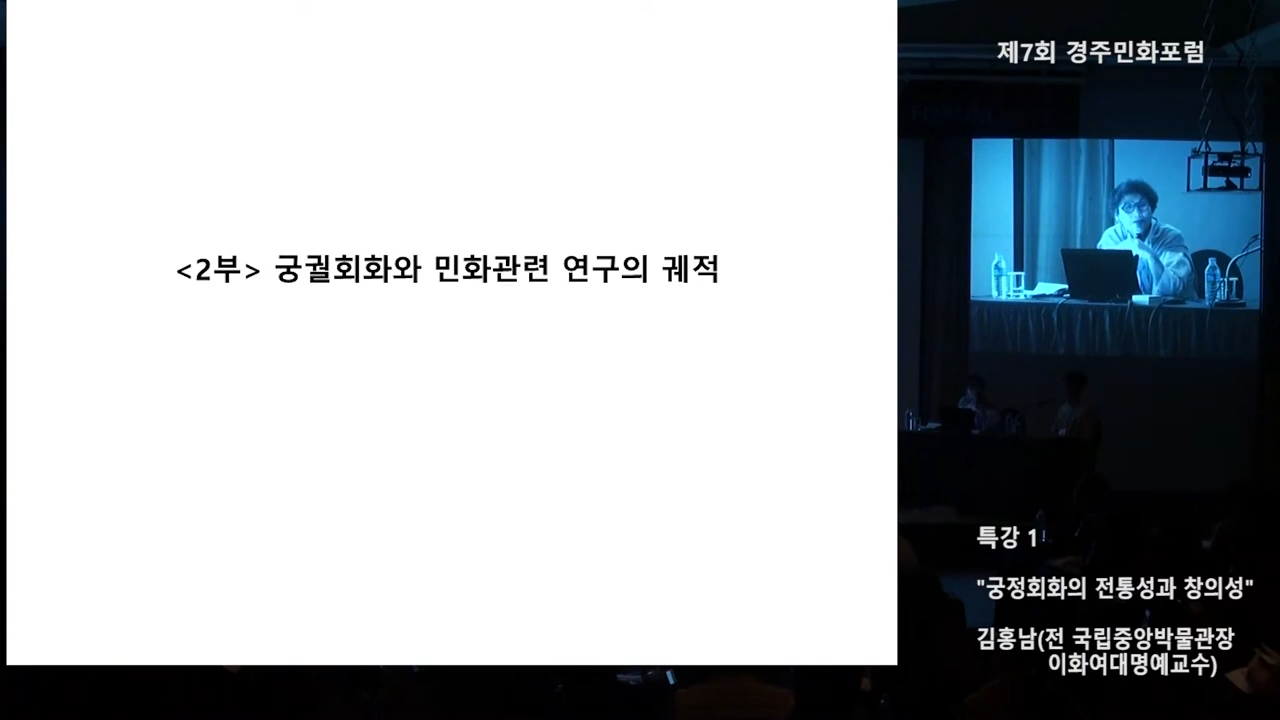 <2부> 궁궐회화와 민화관련 연구의 궤적
제7회 경주민화포럼
특강 1
"궁정회화의 전통성과 창의성"
김홍남(전 국립중앙박물관장
이화여대명예교수)